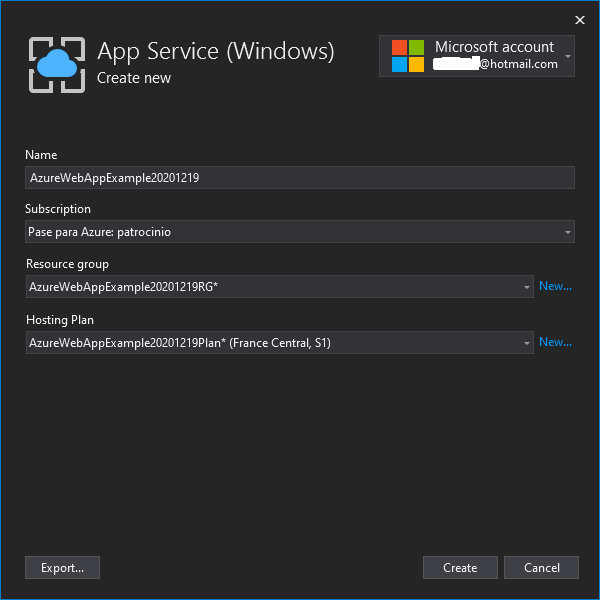 App Service (Windows)
Create new
Microsoft account
@hotmail.com
Name
AzureWebAppExample20201219
Subscription
Pase para Azure: patrocinio
Resource group
AzureWebAppExample20201219RG*
New...
Hosting Plan
AzureWebAppExample20201219Plan* (France Central, S1)
New...
Export...
Create
Cancel